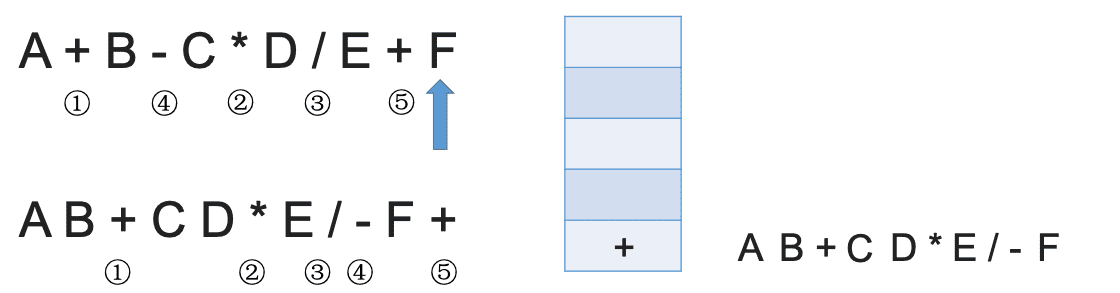 A + B - C * D / E + F
① ④ ② ③ ⑤
A B + C D * E / - F +
① ② ③ ④ ⑤
+
A B + C D * E / - F